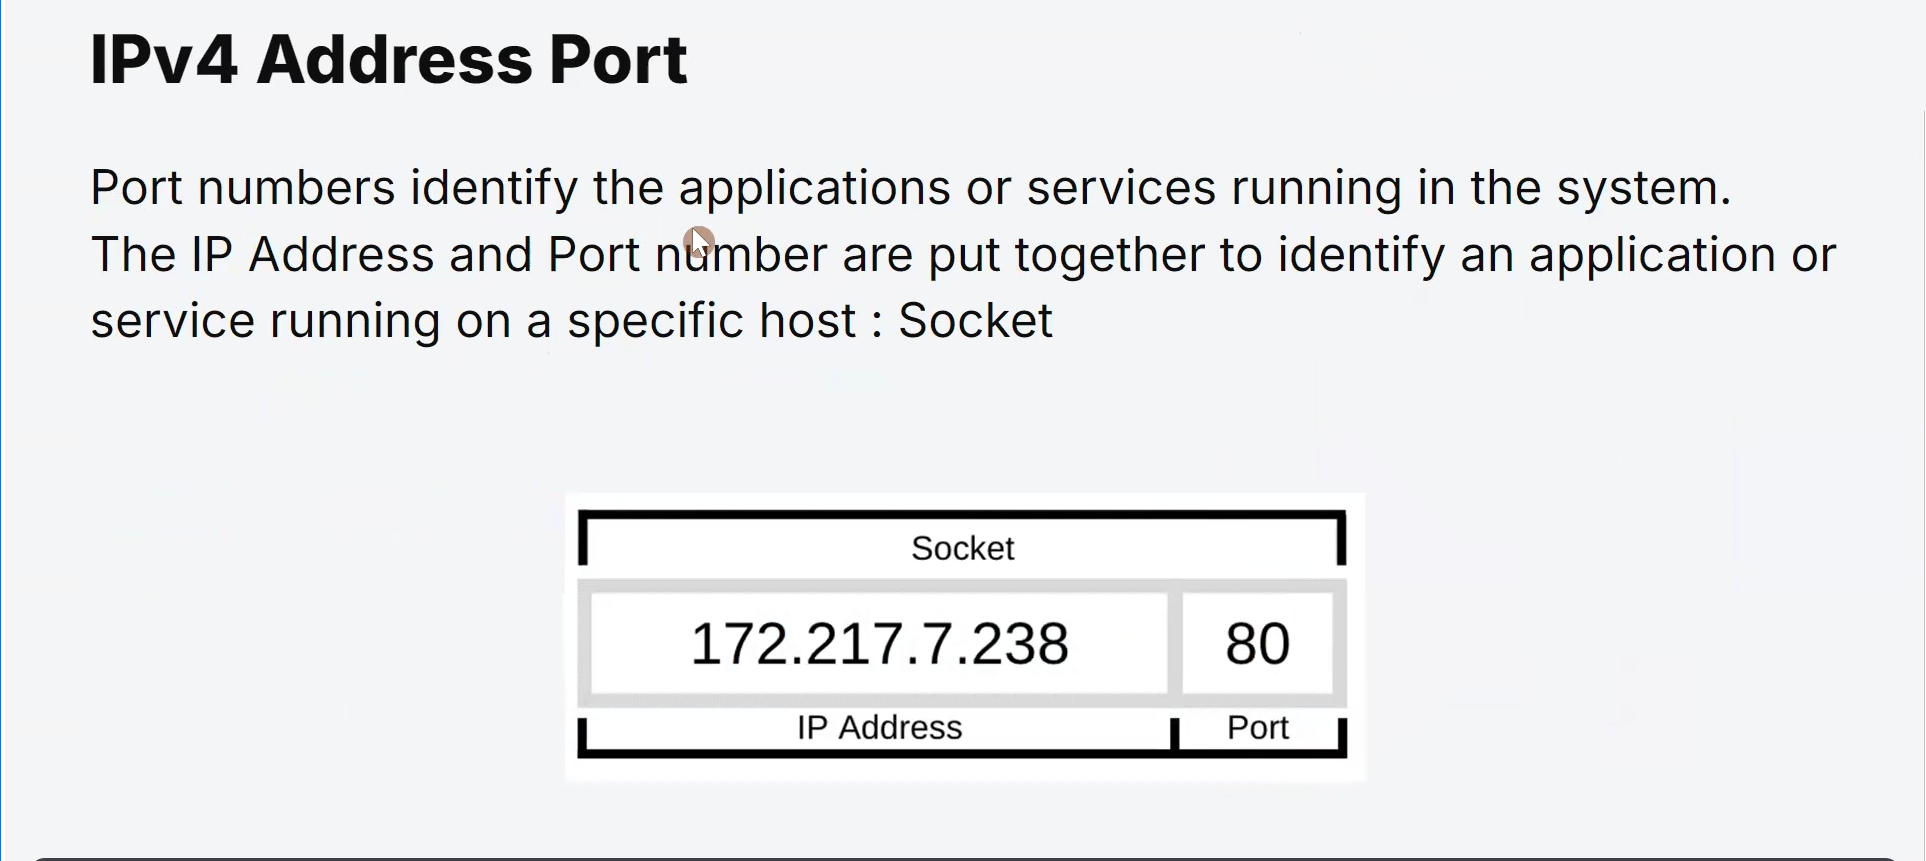 IPv4 Address Port
Port numbers identify the applications or services running in the system.
The IP Address and Port number are put together to identify an application or
service running on a specific host : Socket
Socket
172.217.7.238 80
IP Address Port